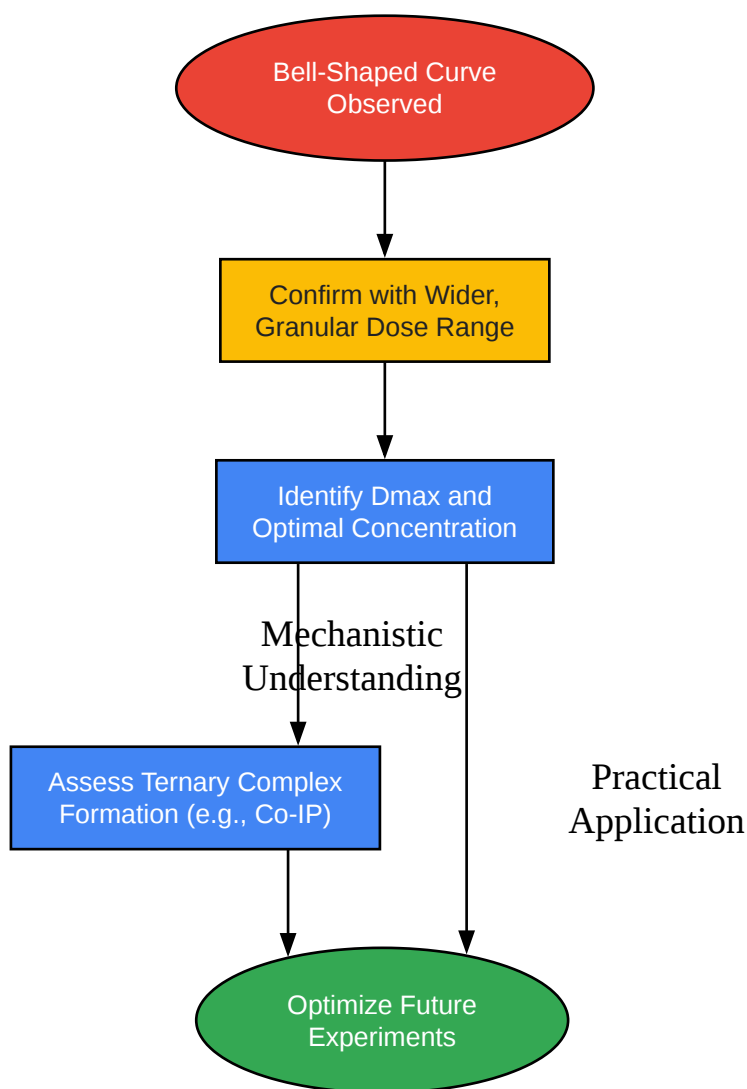 Bell-Shaped Curve
Observed
Confirm with Wider,
Granular Dose Range
Identify Dmax and
Optimal Concentration
Mechanistic
Understanding
Assess Ternary Complex
Formation (e.g., Co-IP)
Practical
Application
Optimize Future
Experiments